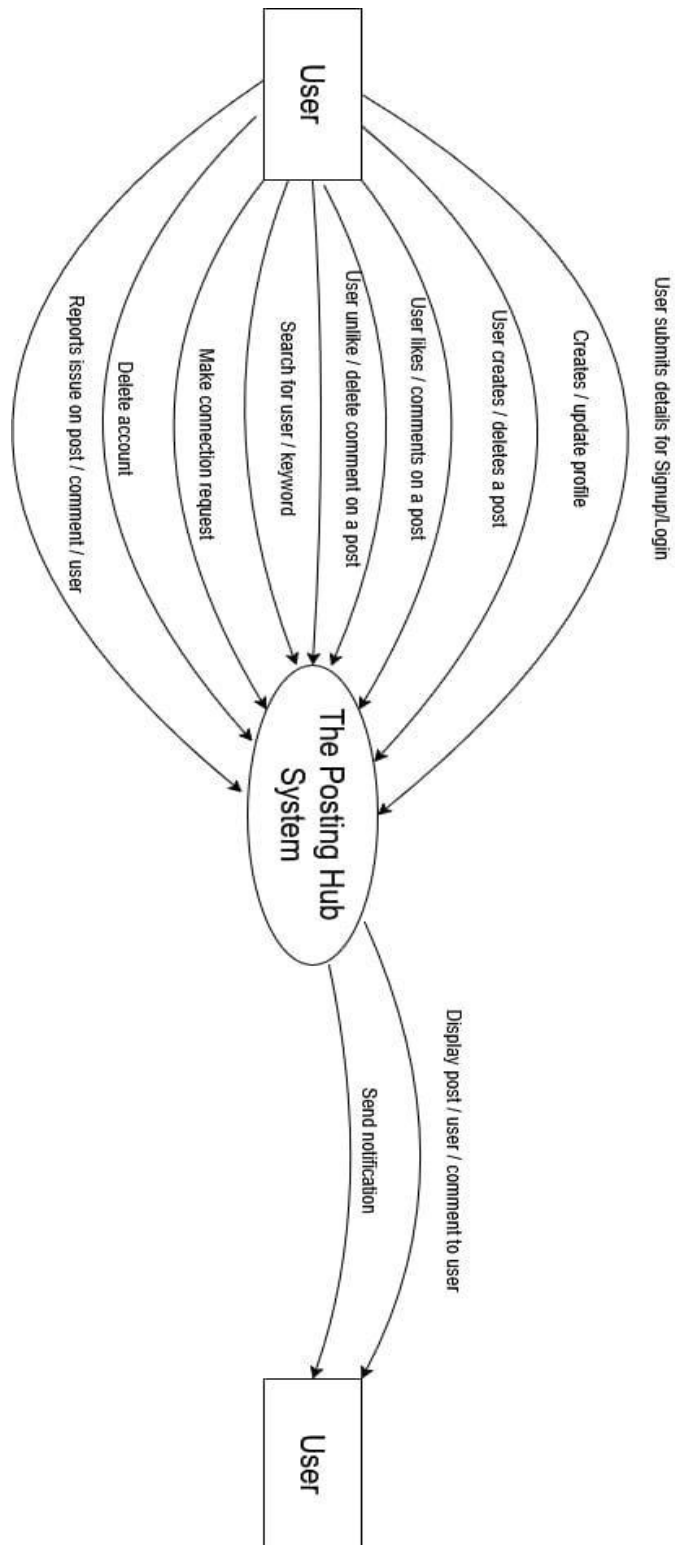 User submits details for Signup/Login
Creates / update profile
User creates / deletes a post
User likes / comments on a post
User unlike / delete comment on a post
Search for user / keyword
Make connection request
Delete account
Reports issue on post / comment / user
User
The Posting Hub
System
Display post / user / comment to user
Send notification
User